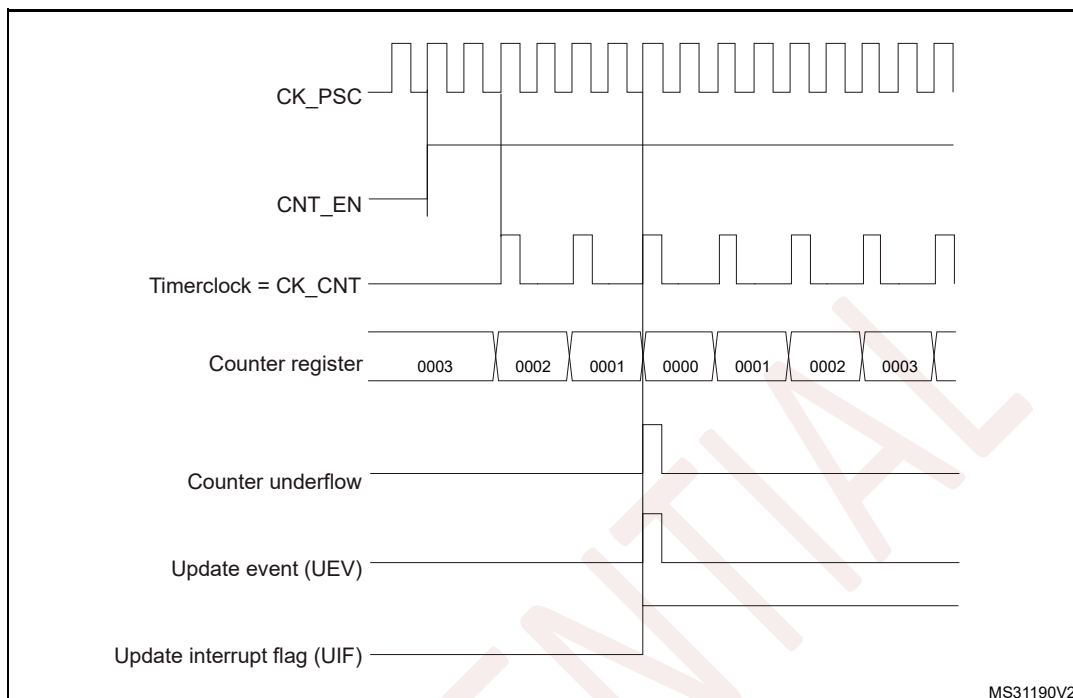 CK_PSC
CNT_EN
Timerclock = CK_CNT
Counter register 0003 0002 0001 0000 0001 0002 0003
Counter underflow
Update event (UEV)
Update interrupt flag (UIF)
MS31190V2
ENTIAL